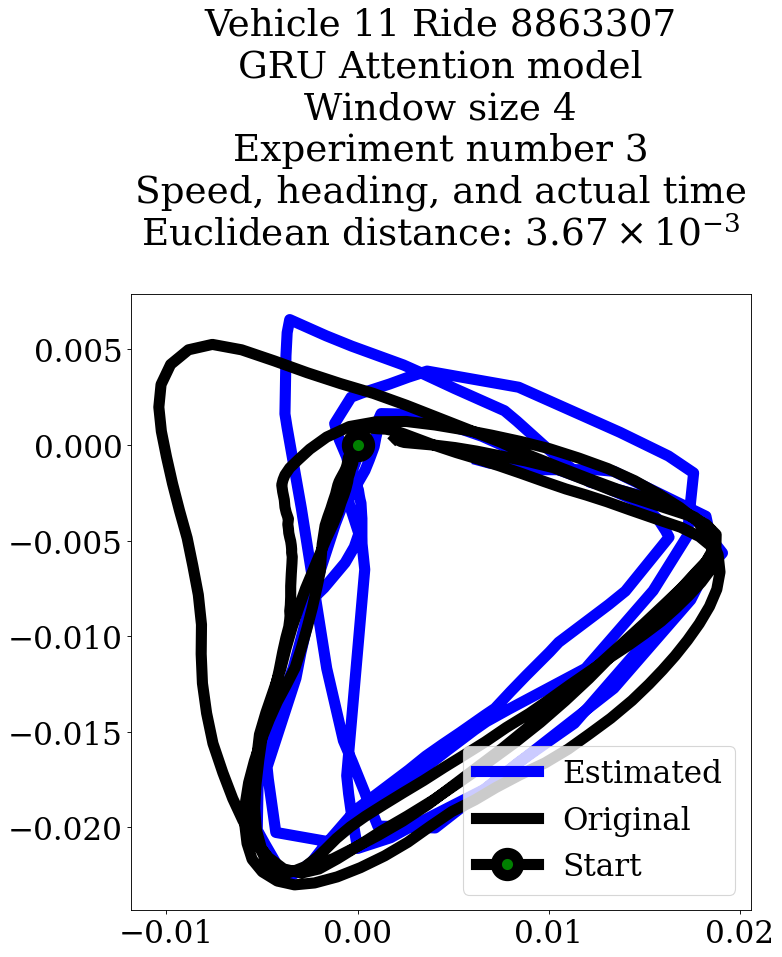 Vehicle 11 Ride 8863307
GRU Attention model
Window size 4
Experiment number 3
Speed, heading, and actual time
Euclidean distance: 3.67 × 10⁻³
0.005
0.000
−0.005
−0.010
−0.015
−0.020
Estimated
Original
Start
−0.01
0.00
0.01
0.02